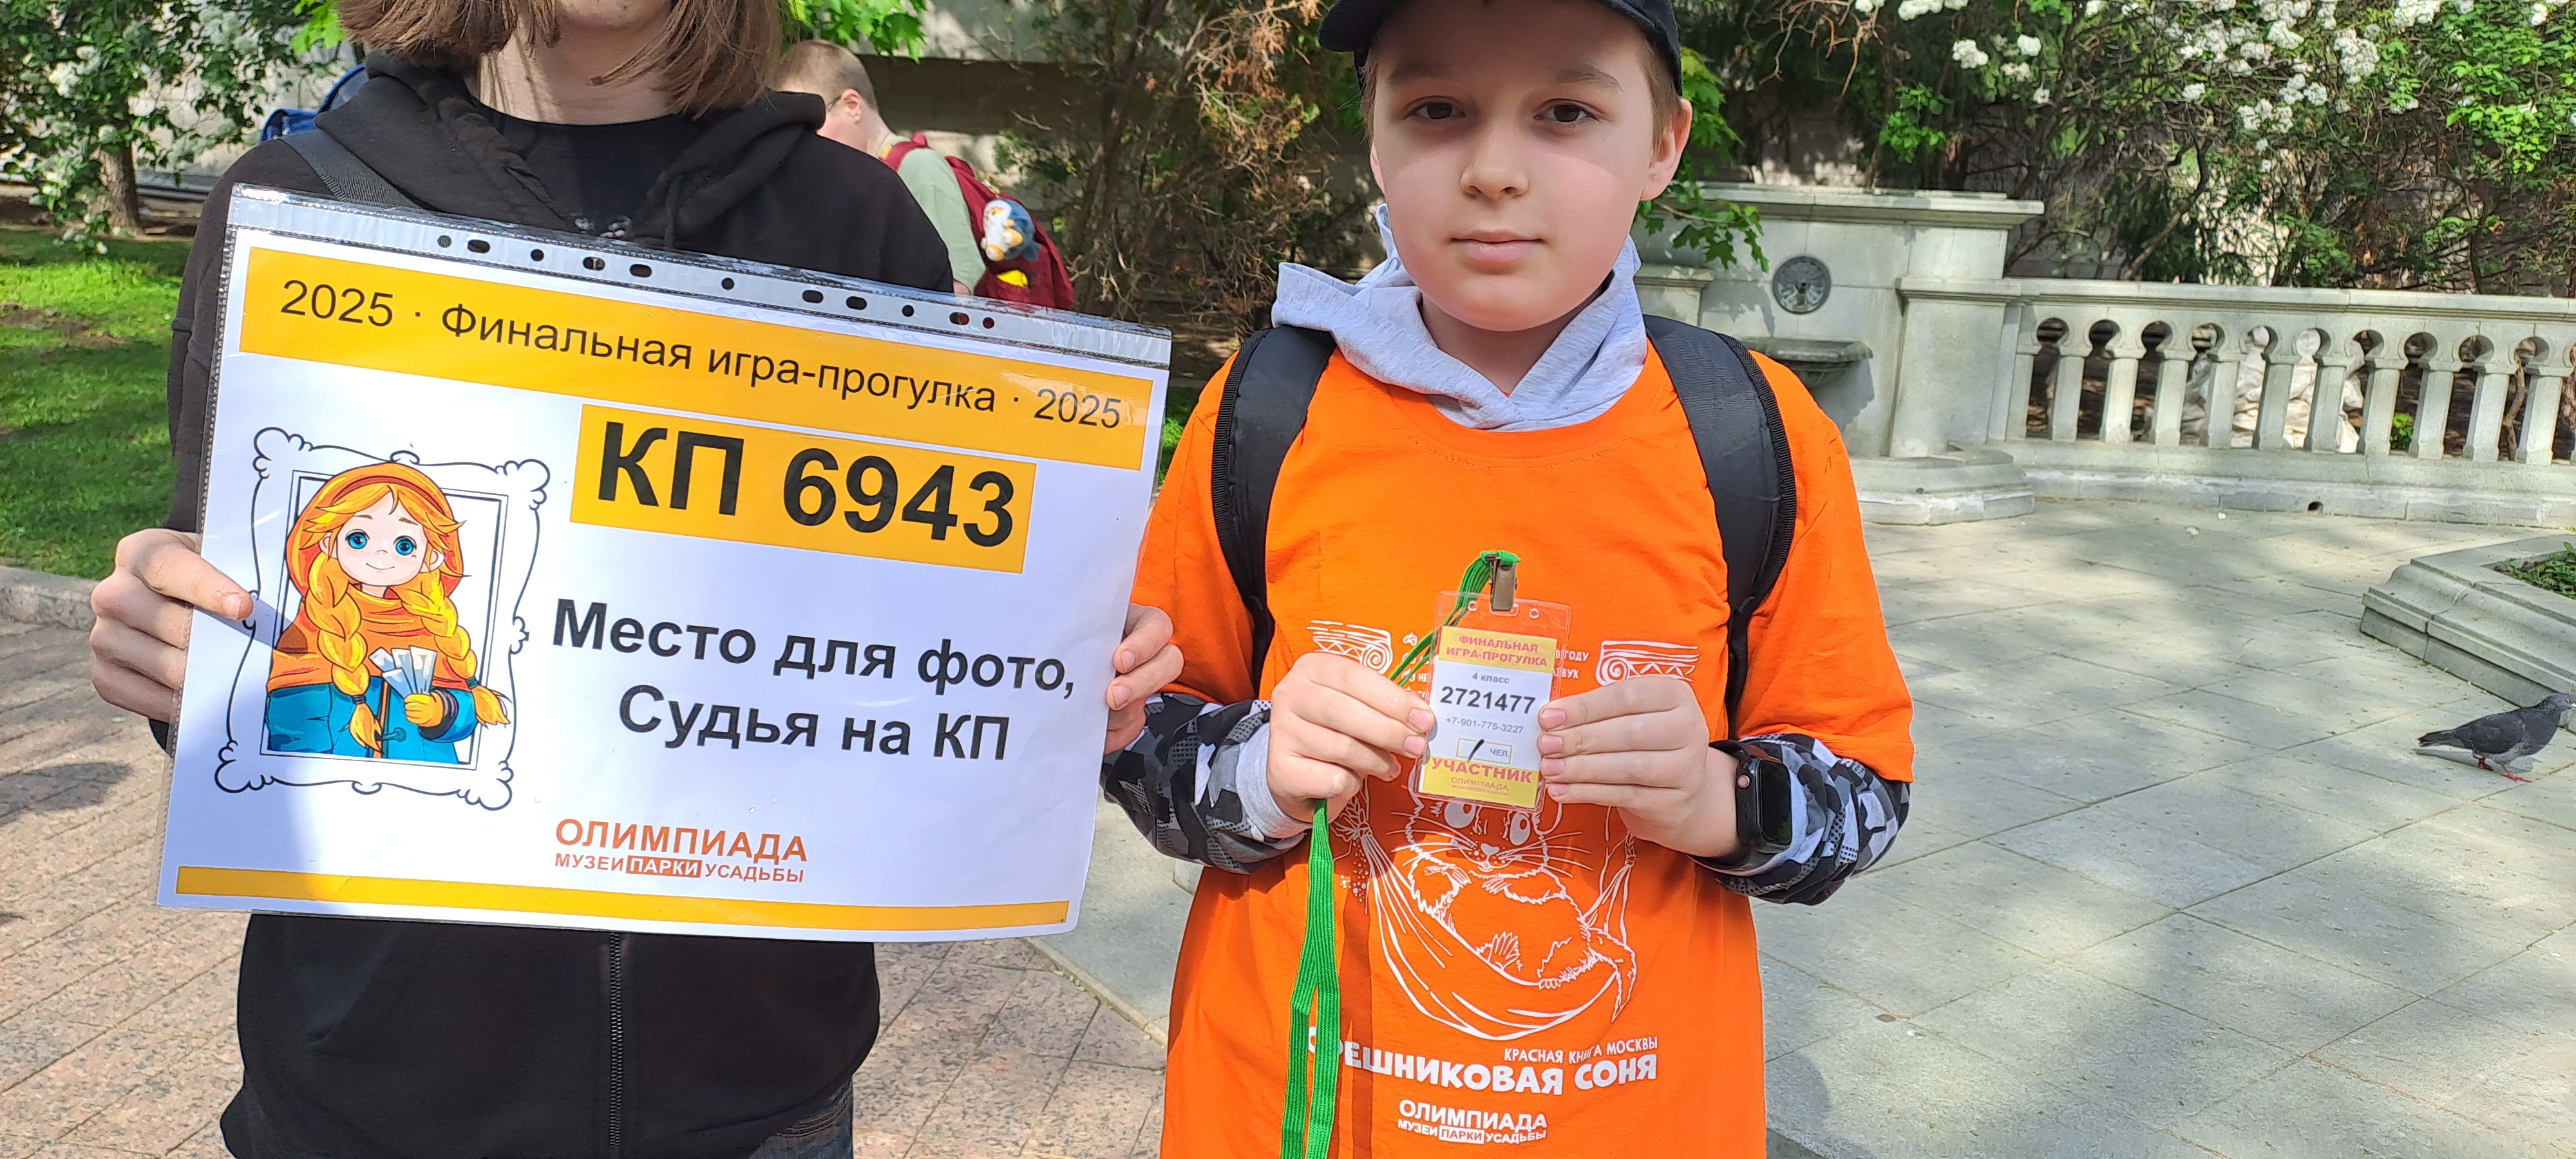 2025 · Финальная игра-прогулка · 2025
КП 6943
Место для фото,
Судья на КП
ОЛИМПИАДА
МУЗЕИ ПАРКИ УСАДЬБЫ
ФИНАЛЬНАЯ
ИГРА-ПРОГУЛКА
4 класс
2721477
+7-901-775-3227
1 ЧЕЛ.
УЧАСТНИК
ОЛИМПИАДА
ГОДУ
КРАСНАЯ КНИГА МОСКВЫ
ОРЕШНИКОВАЯ СОНЯ
ОЛИМПИАДА
МУЗЕИ ПАРКИ УСАДЬБЫ